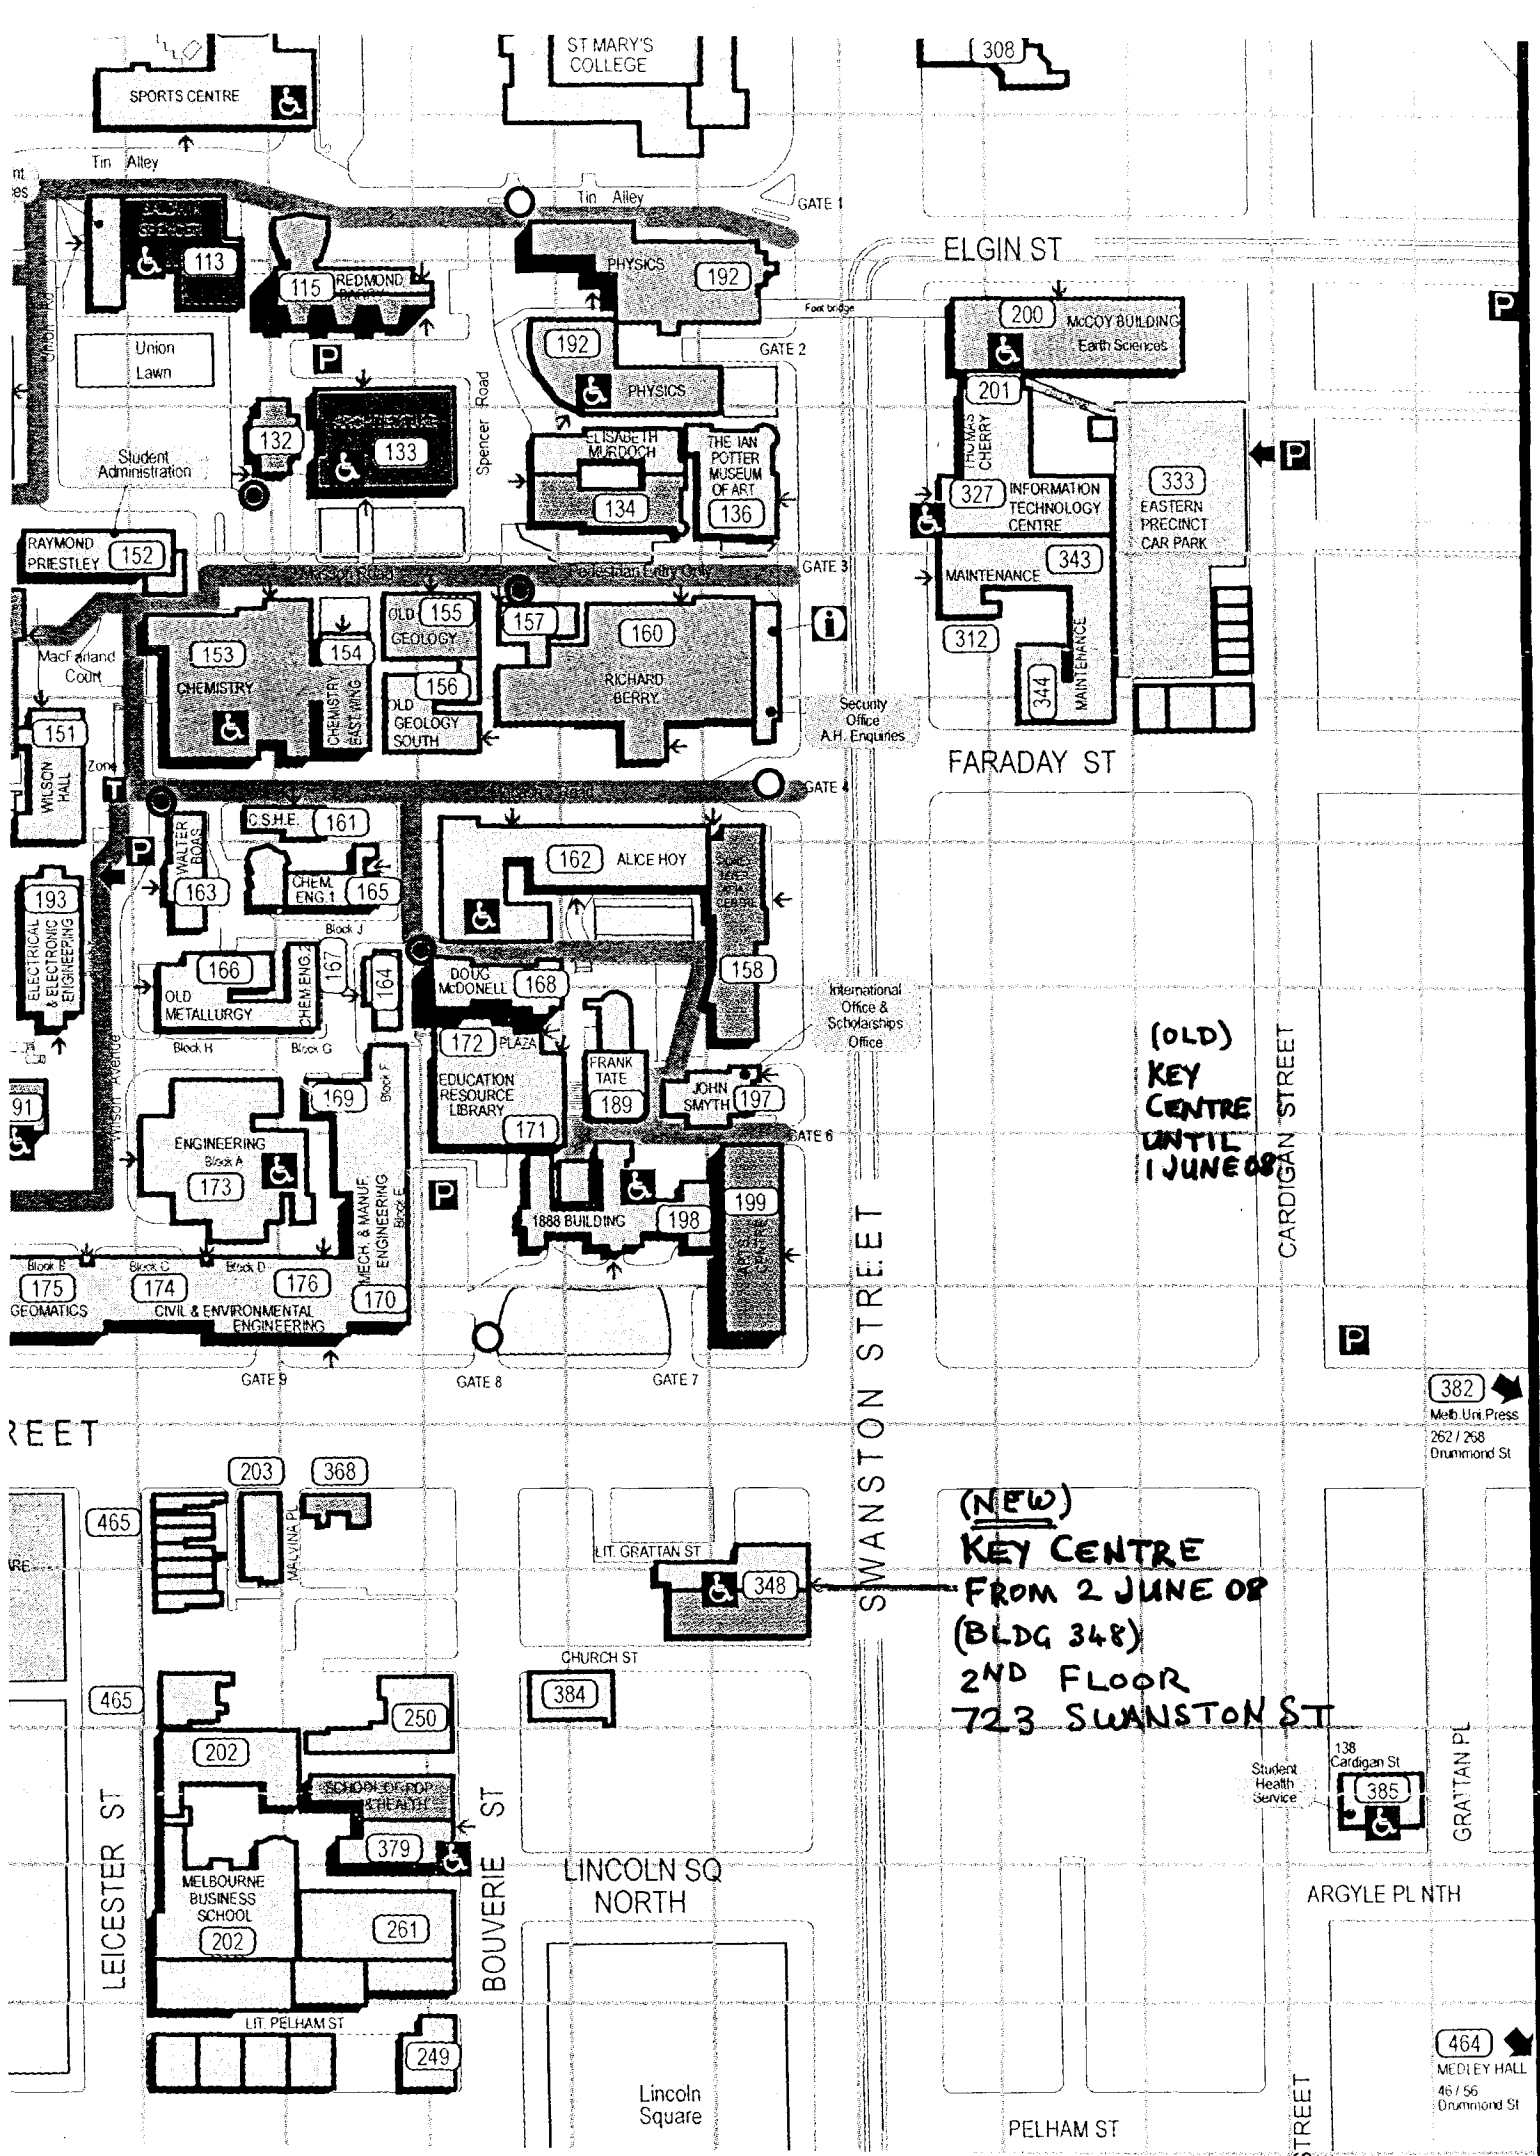 ST MARY'S
COLLEGE
308
SPORTS CENTRE
Tin Alley
Tin Alley
GATE 1
SPENCER
113
115
REDMOND
BARRY
PHYSICS
192
ELGIN ST
Foot bridge
200
McCOY BUILDING
Earth Sciences
P
Union
Lawn
P
192
PHYSICS
GATE 2
201
THOMAS
CHERRY
132
133
Spencer Road
ELISABETH
MURDOCH
134
THE IAN
POTTER
MUSEUM
OF ART
136
Student
Administration
327
INFORMATION
TECHNOLOGY
CENTRE
333
EASTERN
PRECINCT
CAR PARK
P
RAYMOND
PRIESTLEY
152
Pedestrian Entry Only
GATE 3
343
MAINTENANCE
312
344
MAINTENANCE
MacFarland
Court
153
CHEMISTRY
154
CHEMISTRY
EAST WING
OLD
GEOLOGY
155
156
OLD
GEOLOGY
SOUTH
157
160
RICHARD
BERRY
i
Security
Office
A.H. Enquiries
FARADAY ST
151
WILSON
HALL
Zone
T
P
GATE 4
C.S.H.E.
161
WALTER
BOAS
163
CHEM.
ENG.1
165
Block J
162
ALICE HOY
158
193
ELECTRICAL
& ELECTRONIC
ENGINEERING
166
OLD
METALLURGY
CHEM.ENG.2
167
164
Block H
Block G
DOUG
McDONELL
168
172
PLAZA
EDUCATION
RESOURCE
LIBRARY
171
FRANK
TATE
189
JOHN
SMYTH
197
International
Office &
Scholarships
Office
GATE 6
(OLD)
KEY
CENTRE
UNTIL
1 JUNE 08
CARDIGAN STREET
91
Wilson Avenue
ENGINEERING
Block A
173
169
Block F
MECH. & MANUF.
ENGINEERING
Block E
170
P
1888 BUILDING
198
199
ARTS
CENTRE
Block B
175
GEOMATICS
Block C
174
Block D
176
CIVIL & ENVIRONMENTAL
ENGINEERING
GATE 9
GATE 8
GATE 7
SWANSTON STREET
P
382
Melb.Uni.Press
262 / 268
Drummond St
REET
465
203
368
MALVINA PL
LIT. GRATTAN ST
348
(NEW)
KEY CENTRE
FROM 2 JUNE 08
(BLDG 348)
2ND FLOOR
723 SWANSTON ST
CHURCH ST
384
465
250
202
SCHOOL OF POP
& HEALTH
379
MELBOURNE
BUSINESS
SCHOOL
202
261
LEICESTER ST
BOUVERIE ST
LINCOLN SQ
NORTH
138
Cardigan St
Student
Health
Service
385
GRATTAN PL
ARGYLE PL NTH
LIT. PELHAM ST
249
Lincoln
Square
PELHAM ST
STREET
464
MEDLEY HALL
46 / 56
Drummond St